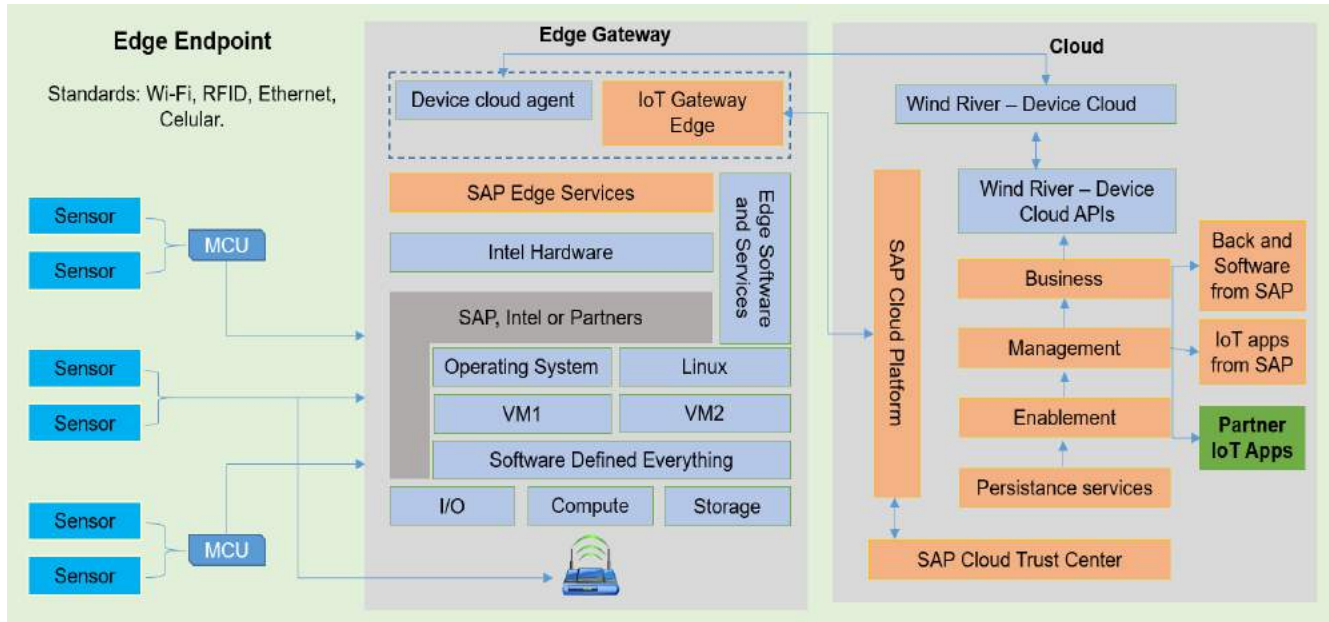 Edge Endpoint
Standards: Wi-Fi, RFID, Ethernet,
Celular.
Sensor
Sensor
MCU
Sensor
Sensor
Sensor
Sensor
MCU
Edge Gateway
Device cloud agent
IoT Gateway
Edge
SAP Edge Services
Intel Hardware
Edge Software
and Services
SAP, Intel or Partners
Operating System
Linux
VM1
VM2
Software Defined Everything
I/O
Compute
Storage
Cloud
Wind River – Device Cloud
Wind River – Device
Cloud APIs
SAP Cloud Platform
Business
Management
Enablement
Persistance services
Back and
Software
from SAP
IoT apps
from SAP
Partner
IoT Apps
SAP Cloud Trust Center